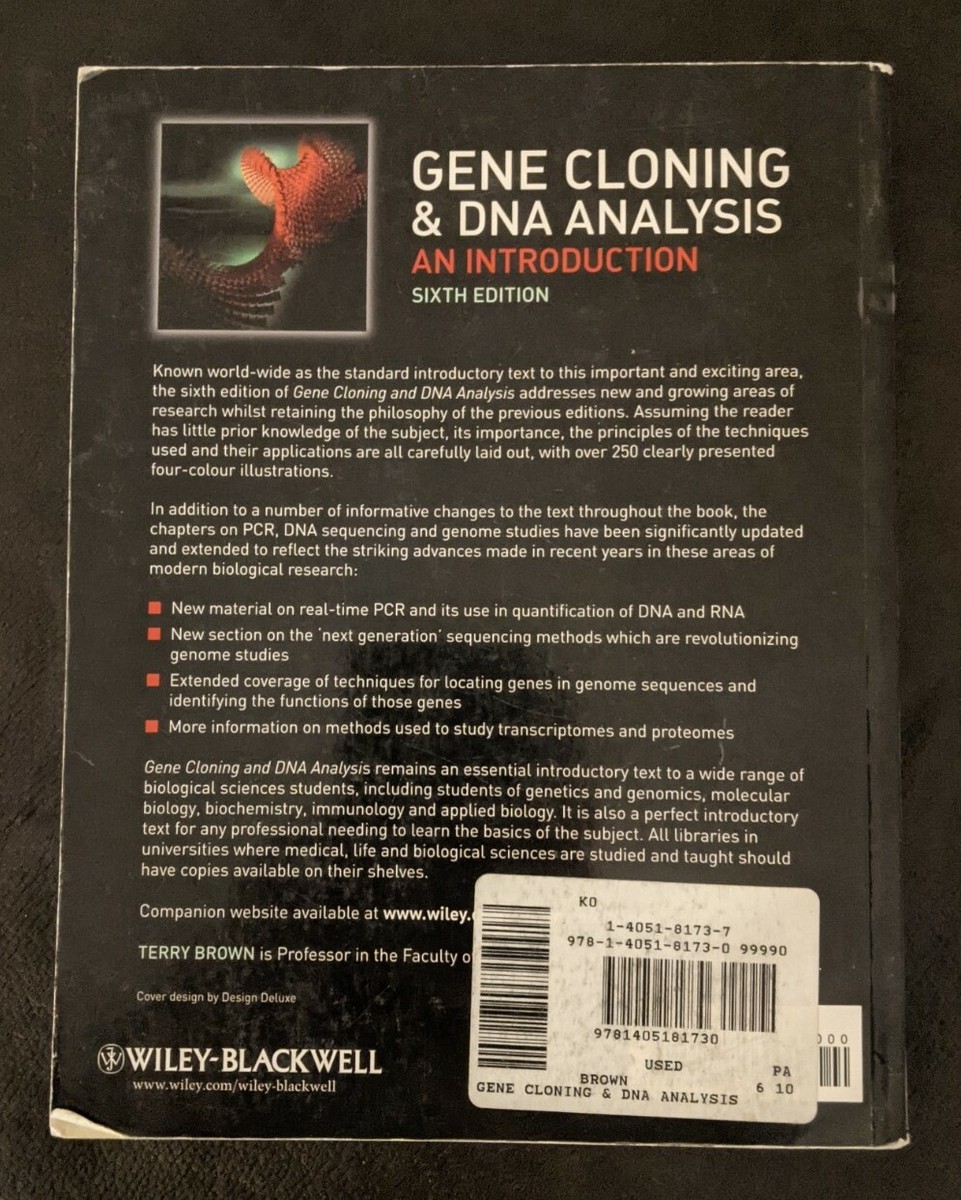 GENE CLONING
& DNA ANALYSIS
AN INTRODUCTION
SIXTH EDITION
Known world-wide as the standard introductory text to this important and exciting area,
the sixth edition of Gene Cloning and DNA Analysis addresses new and growing areas of
research whilst retaining the philosophy of the previous editions. Assuming the reader
has little prior knowledge of the subject, its importance, the principles of the techniques
used and their applications are all carefully laid out, with over 250 clearly presented
four-colour illustrations.
In addition to a number of informative changes to the text throughout the book, the
chapters on PCR, DNA sequencing and genome studies have been significantly updated
and extended to reflect the striking advances made in recent years in these areas of
modern biological research:
■ New material on real-time PCR and its use in quantification of DNA and RNA
■ New section on the 'next generation' sequencing methods which are revolutionizing
genome studies
■ Extended coverage of techniques for locating genes in genome sequences and
identifying the functions of those genes
■ More information on methods used to study transcriptomes and proteomes
Gene Cloning and DNA Analysis remains an essential introductory text to a wide range of
biological sciences students, including students of genetics and genomics, molecular
biology, biochemistry, immunology and applied biology. It is also a perfect introductory
text for any professional needing to learn the basics of the subject. All libraries in
universities where medical, life and biological sciences are studied and taught should
have copies available on their shelves.
Companion website available at www.wiley.
TERRY BROWN is Professor in the Faculty of
Cover design by Design Deluxe
WILEY-BLACKWELL
www.wiley.com/wiley-blackwell
KO
1-4051-8173-7
978-1-4051-8173-0 99990
9781405181730
USED
BROWN PA
GENE CLONING & DNA ANALYSIS 6 10
000